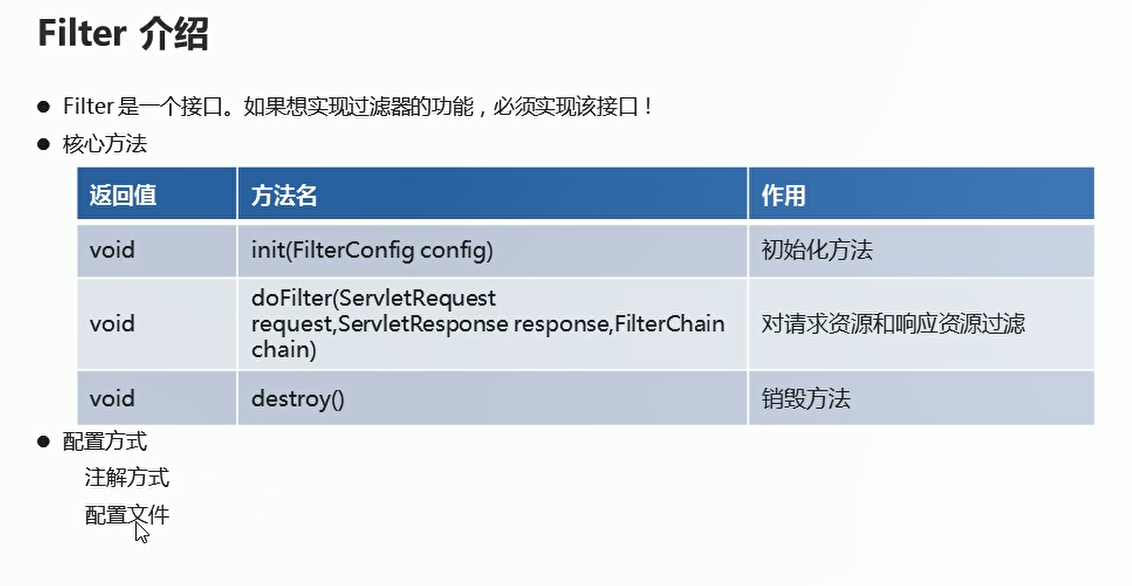 Filter 介绍
Filter 是一个接口。如果想实现过滤器的功能，必须实现该接口！
核心方法
返回值 方法名 作用
void init(FilterConfig config) 初始化方法
void doFilter(ServletRequest
request,ServletResponse response,FilterChain
chain) 对请求资源和响应资源过滤
void destroy() 销毁方法
配置方式
注解方式
配置文件